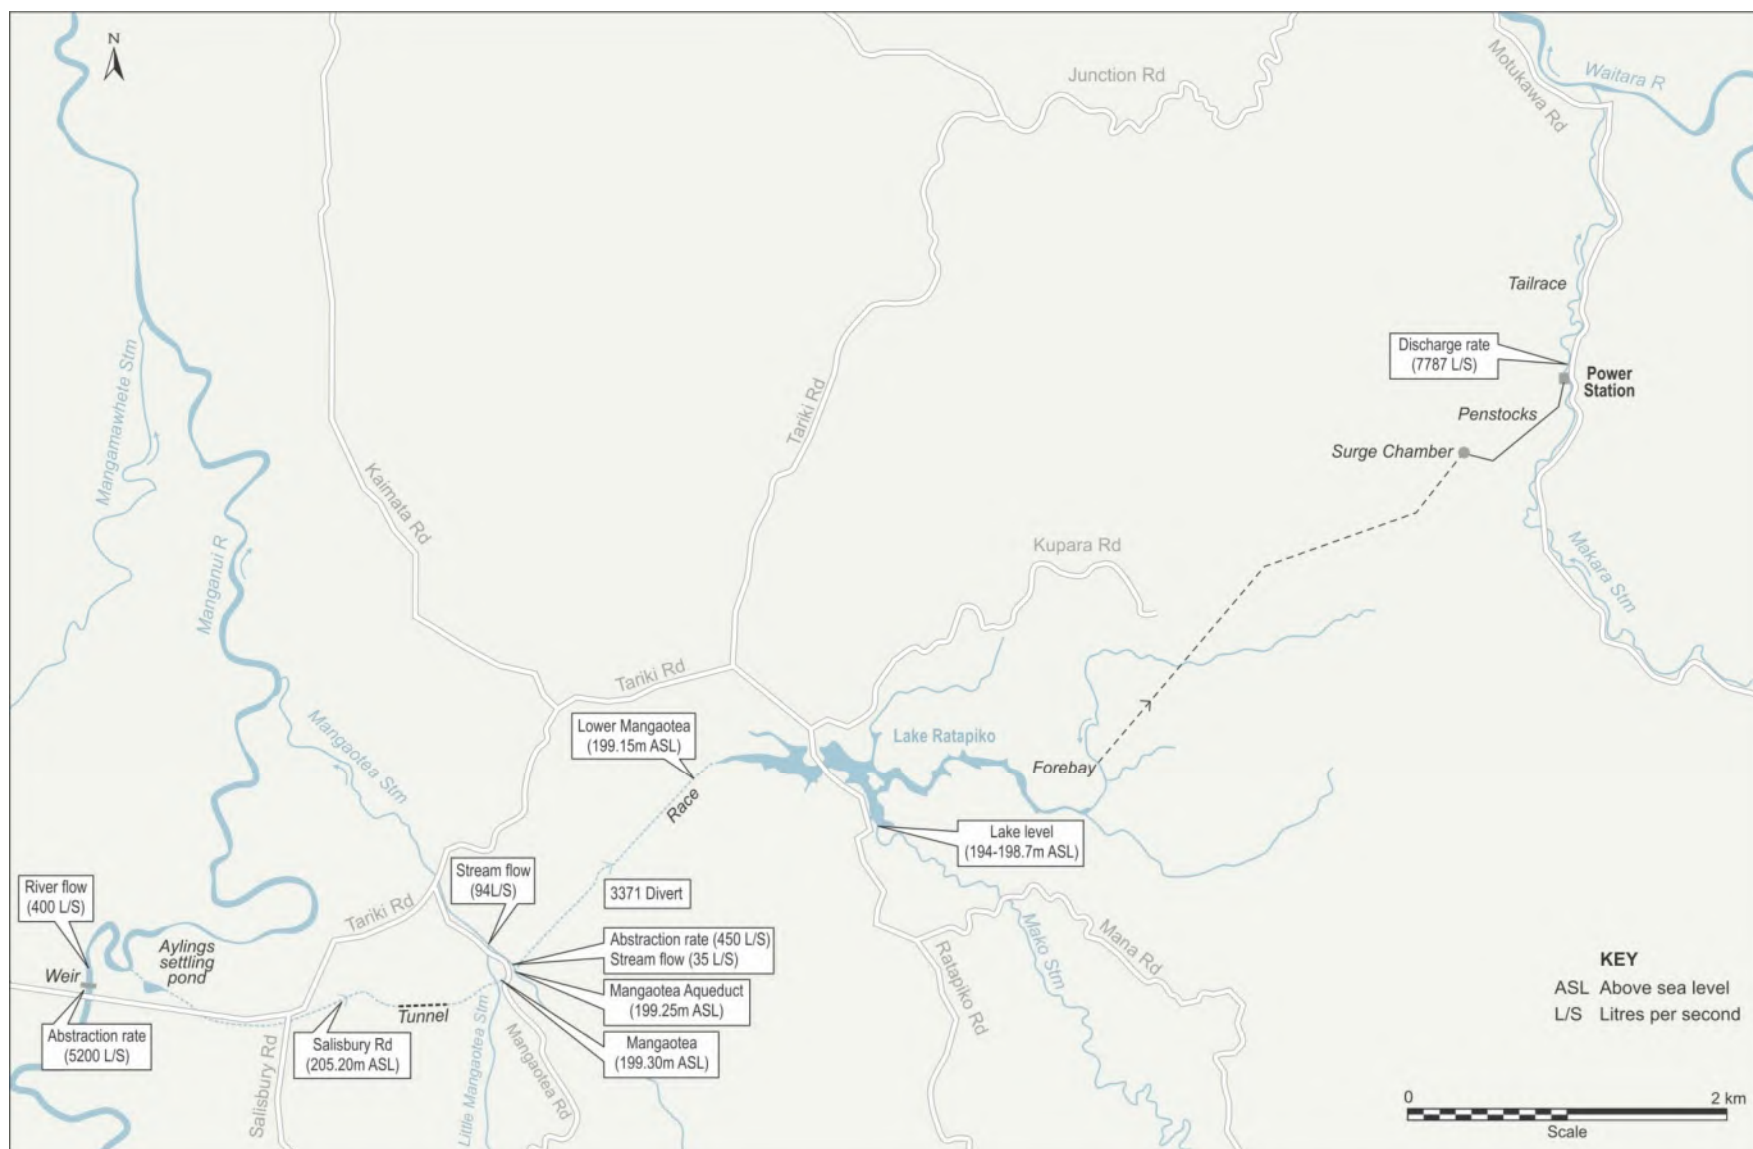 N
Junction Rd
Motukawa Rd
Waitara R
Tailrace
Discharge rate
(7787 L/S)
Power
Station
Penstocks
Surge Chamber
Mangamawhete Stm
Manganui R
Kaimata Rd
Tariki Rd
Kupara Rd
Makara Stm
Tariki Rd
Mangaotea Stm
Lower Mangaotea
(199.15m ASL)
Lake Ratapiko
Forebay
Race
Lake level
(194-198.7m ASL)
Stream flow
(94L/S)
River flow
(400 L/S)
3371 Divert
Tariki Rd
Aylings
settling
pond
Weir
Abstraction rate (450 L/S)
Stream flow (35 L/S)
Mangaotea Aqueduct
(199.25m ASL)
Mako Stm
Mana Rd
Ratapiko Rd
Tunnel
Abstraction rate
(5200 L/S)
Salisbury Rd
(205.20m ASL)
Mangaotea
(199.30m ASL)
Salisbury Rd
Little Mangaotea Stm
Mangaotea Rd
KEY
ASL Above sea level
L/S Litres per second
0 2 km
Scale